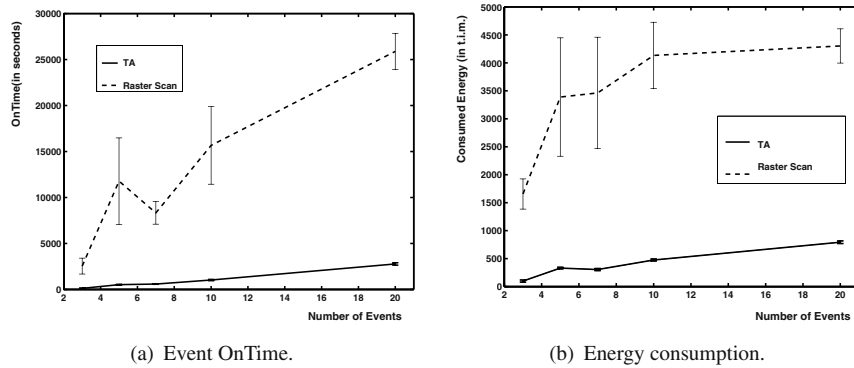 30000
25000
20000
15000
10000
5000
0
OnTime(in seconds)
TA
Raster Scan
2 4 6 8 10 12 14 16 18 20
Number of Events
(a) Event OnTime.
5000
4500
4000
3500
3000
2500
2000
1500
1000
500
0
Consumed Energy (in t.i.m.)
TA
Raster Scan
2 4 6 8 10 12 14 16 18 20
Number of Events
(b) Energy consumption.